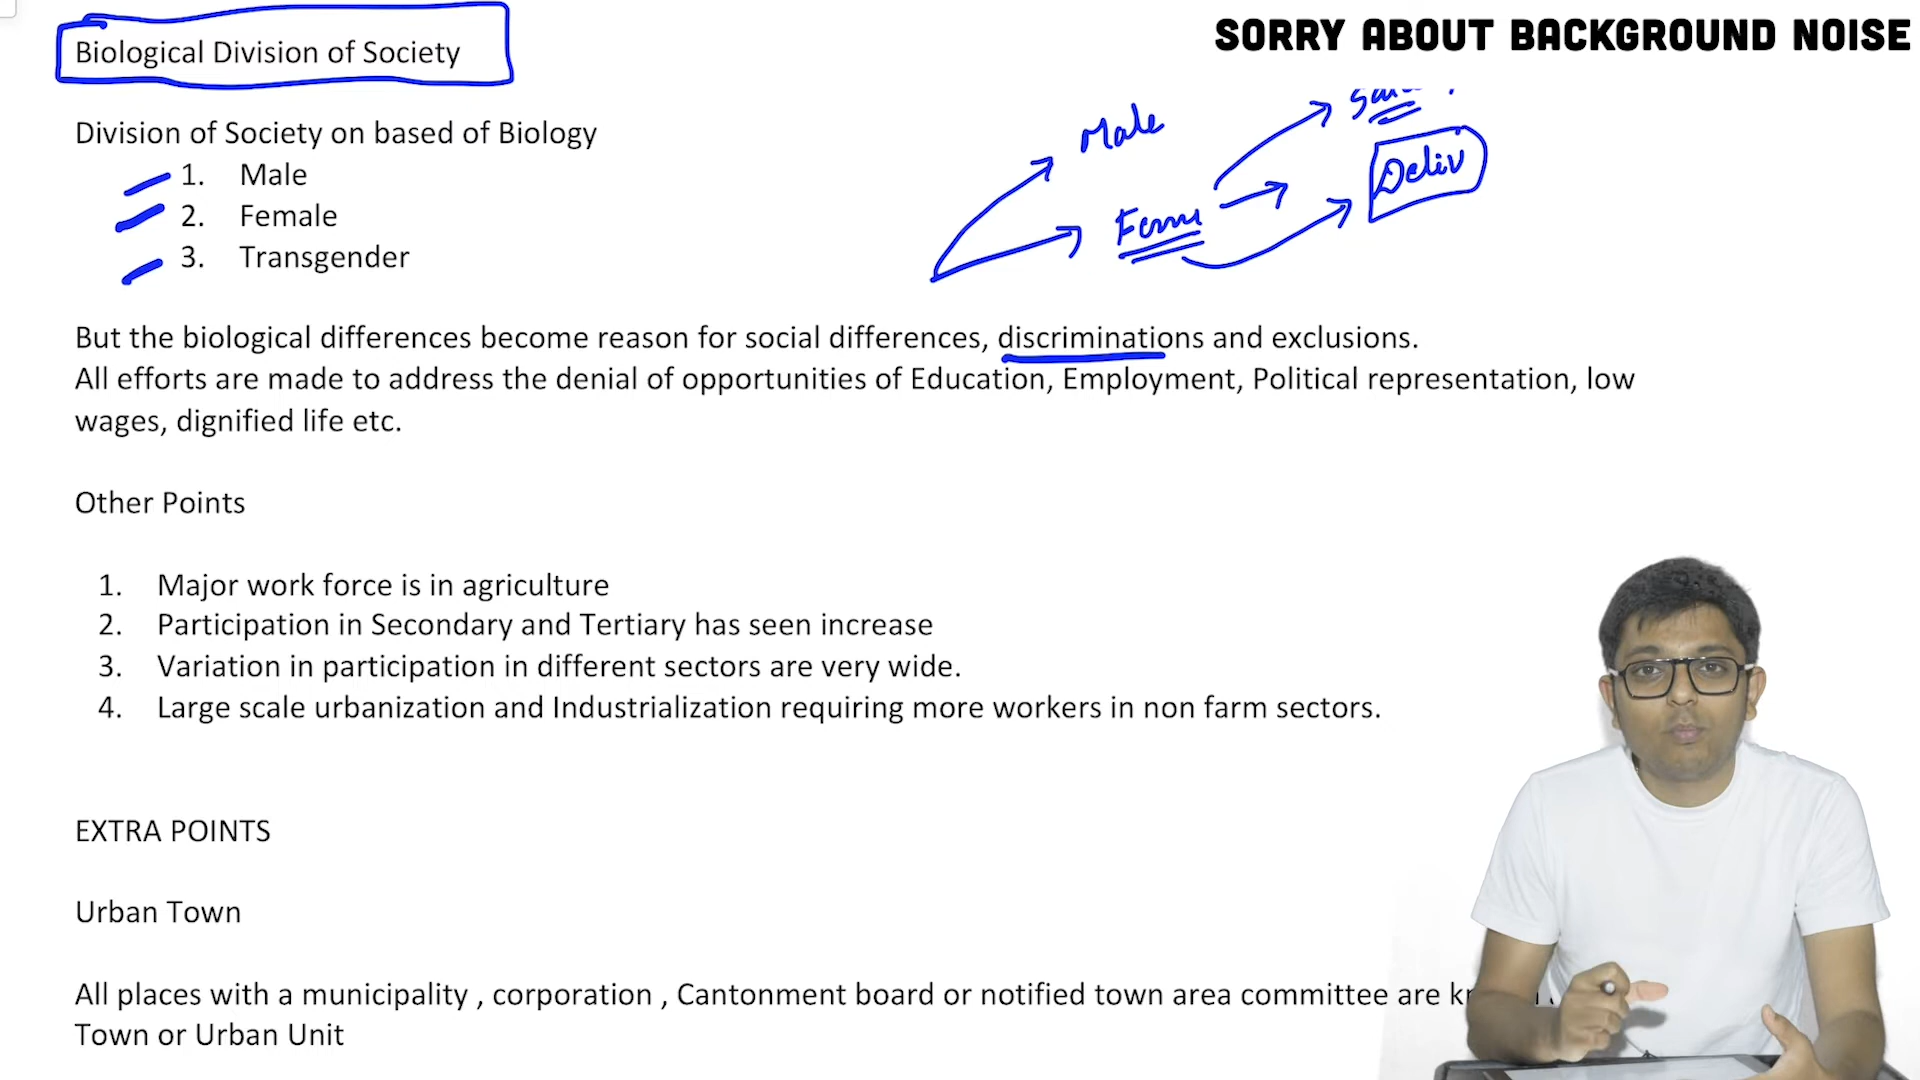 SORRY ABOUT BACKGROUND NOISE
Biological Division of Society
Division of Society on based of Biology
1. Male
2. Female
3. Transgender
Male
Deliv
But the biological differences become reason for social differences, discriminations and exclusions.
All efforts are made to address the denial of opportunities of Education, Employment, Political representation, low
wages, dignified life etc.
Other Points
1. Major work force is in agriculture
2. Participation in Secondary and Tertiary has seen increase
3. Variation in participation in different sectors are very wide.
4. Large scale urbanization and Industrialization requiring more workers in non farm sectors.
EXTRA POINTS
Urban Town
All places with a municipality , corporation , Cantonment board or notified town area committee are
Town or Urban Unit